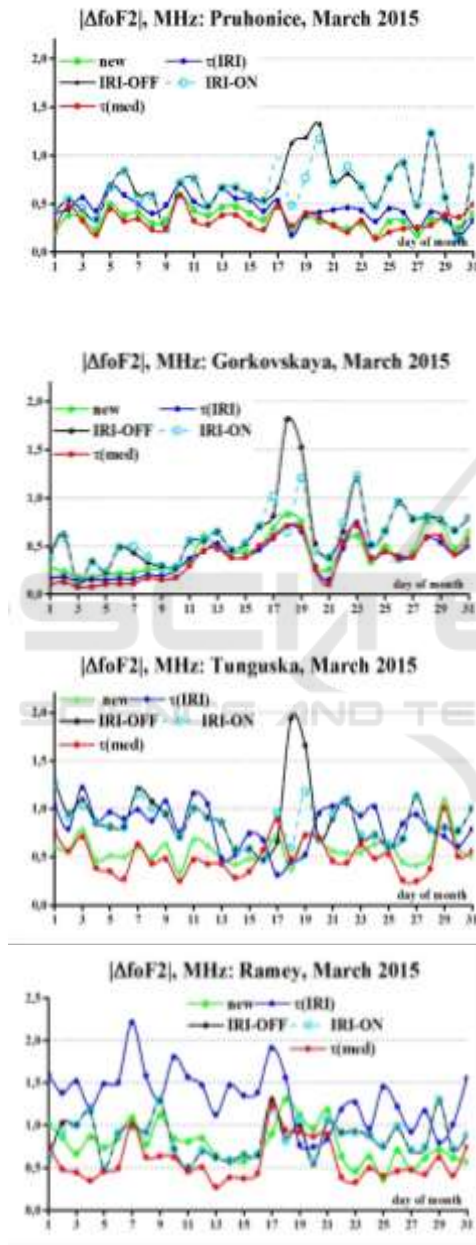 |ΔfoF2|, MHz: Pruhonice, March 2015
2,0
new τ(IRI)
IRI-OFF IRI-ON
1,5
τ(med)
1,0
0,5
day of month
0,0
1 3 5 7 9 11 13 15 17 19 21 23 25 27 29 31
|ΔfoF2|, MHz: Gorkovskaya, March 2015
2,0
new τ(IRI)
IRI-OFF IRI-ON
1,5
τ(med)
1,0
0,5
day of month
0,0
1 3 5 7 9 11 13 15 17 19 21 23 25 27 29 31
|ΔfoF2|, MHz: Tunguska, March 2015
new τ(IRI)
2,0
IRI-OFF IRI-ON
τ(med)
1,5
SCIENCE AND TE
1,0
0,5
day of month
0,0
1 3 5 7 9 11 13 15 17 19 21 23 25 27 29 31
|ΔfoF2|, MHz: Ramey, March 2015
2,5
new τ(IRI)
IRI-OFF IRI-ON
2,0
τ(med)
1,5
1,0
0,5
day of month
0,0
1 3 5 7 9 11 13 15 17 19 21 23 25 27 29 31